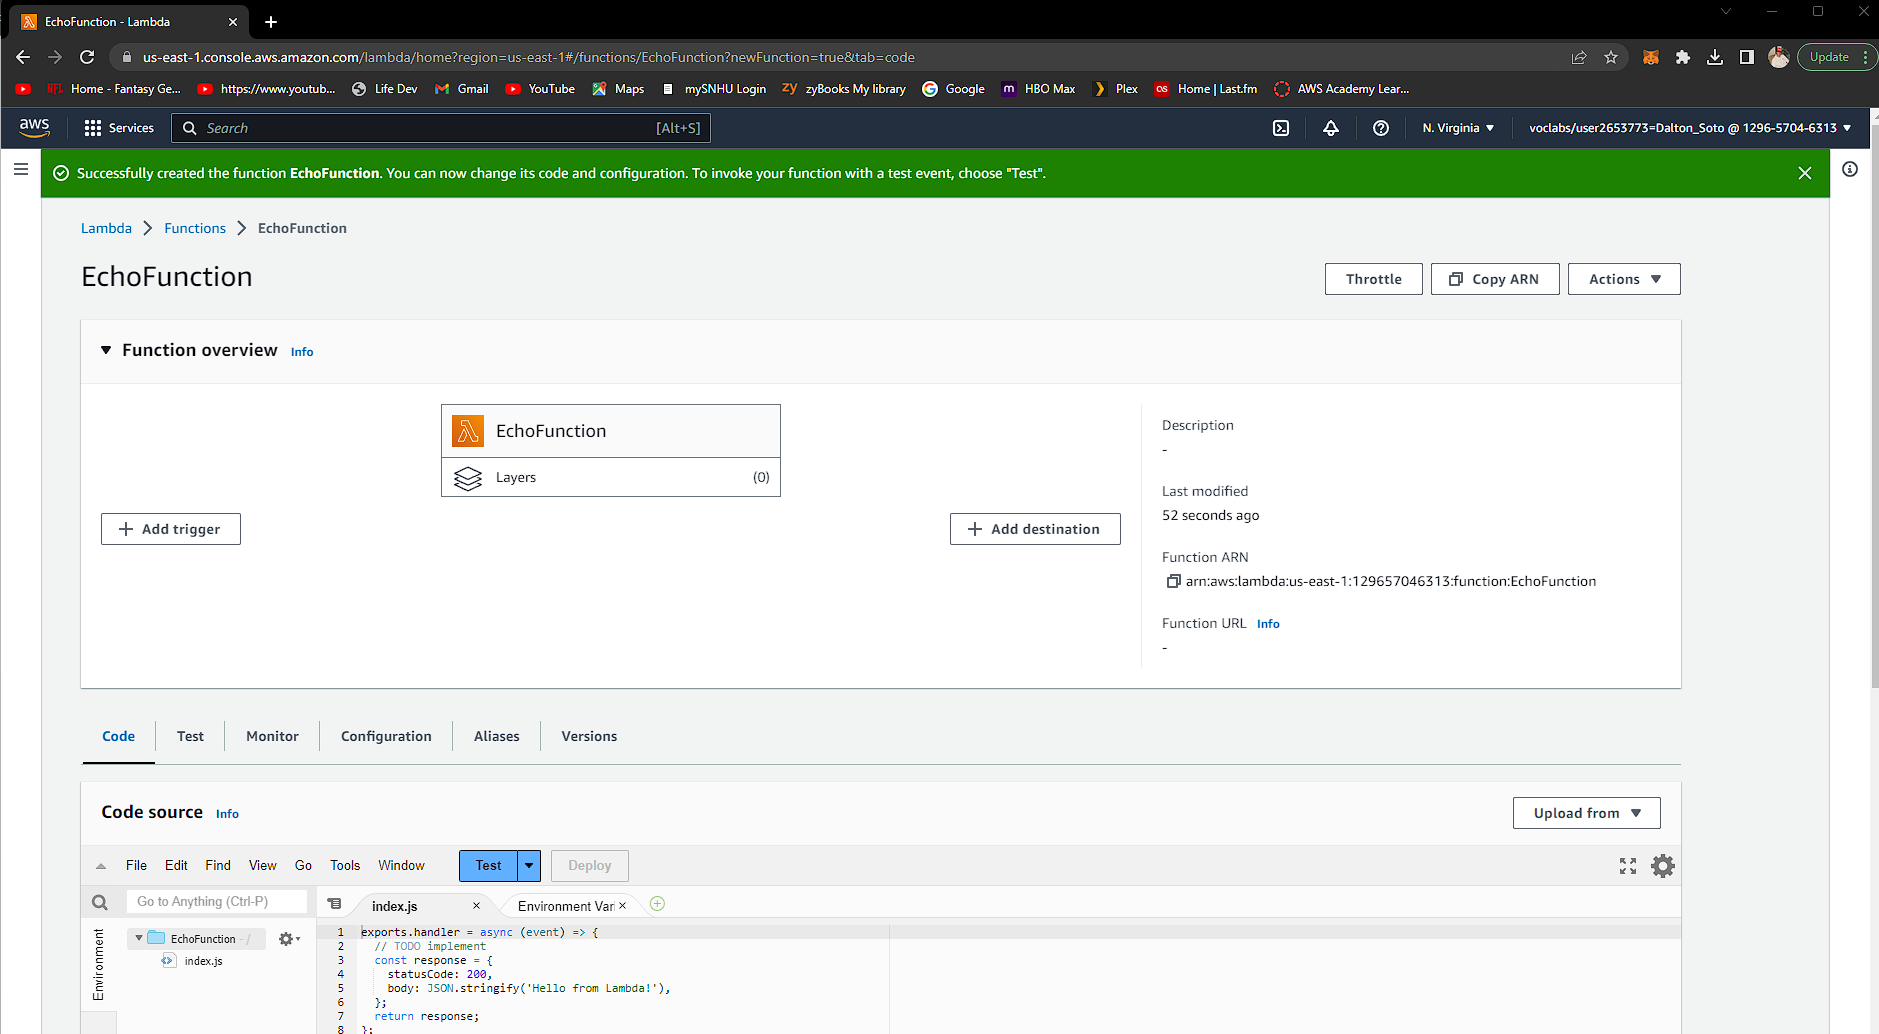 EchoFunction - Lambda
us-east-1.console.aws.amazon.com/lambda/home?region=us-east-1#/functions/EchoFunction?newFunction=true&tab=code
Update
NFL Home - Fantasy Ge... https://www.youtub... Life Dev Gmail YouTube Maps mySNHU Login zy zyBooks My library Google m HBO Max Plex Home | Last.fm AWS Academy Lear...
aws Services Search [Alt+S] N. Virginia voclabs/user2653773=Dalton_Soto @ 1296-5704-6313
Successfully created the function EchoFunction. You can now change its code and configuration. To invoke your function with a test event, choose "Test".
Lambda Functions EchoFunction
EchoFunction
Throttle Copy ARN Actions
Function overview Info
EchoFunction
Layers (0)
Add trigger
Add destination
Description
-
Last modified
52 seconds ago
Function ARN
arn:aws:lambda:us-east-1:129657046313:function:EchoFunction
Function URL Info
-
Code Test Monitor Configuration Aliases Versions
Code source Info
Upload from
File Edit Find View Go Tools Window Test Deploy
Go to Anything (Ctrl-P)
index.js Environment Vari
Environment
EchoFunction - /
index.js
1 exports.handler = async (event) => {
2 // TODO implement
3 const response = {
4 statusCode: 200,
5 body: JSON.stringify('Hello from Lambda!'),
6 };
7 return response;
8 };